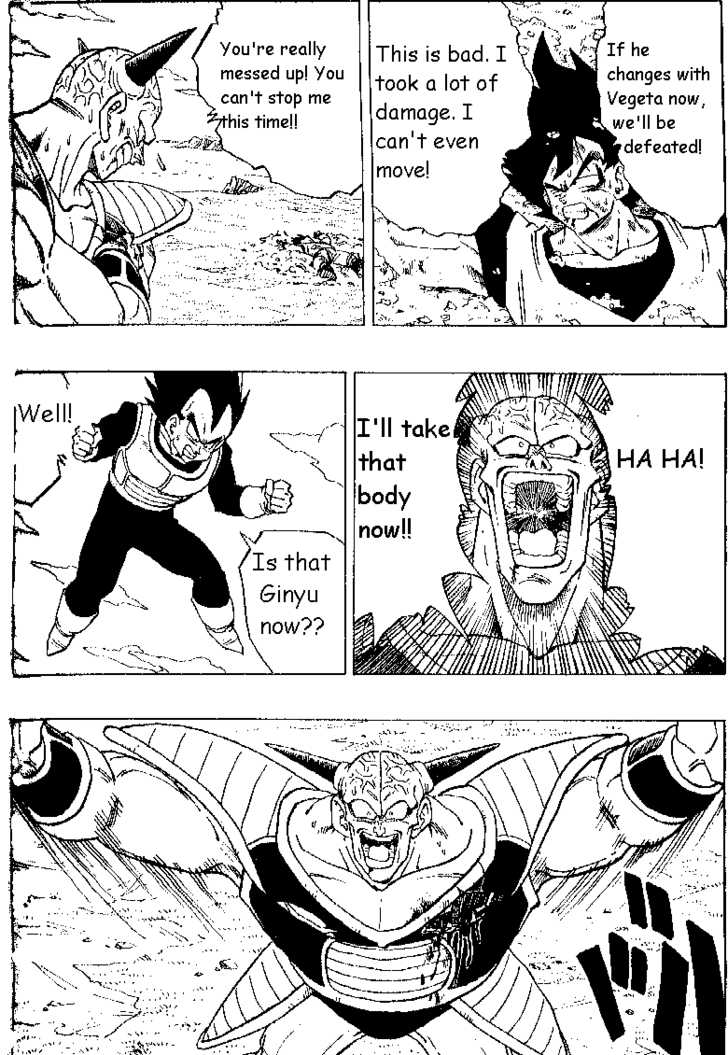 You're really
messed up! You
can't stop me
this time!!
This is bad. I
took a lot of
damage. I
can't even
move!
If he
changes with
Vegeta now,
we'll be
defeated!
Well!
Is that
Ginyu
now??
I'll take
that
body
now!!
HA HA!